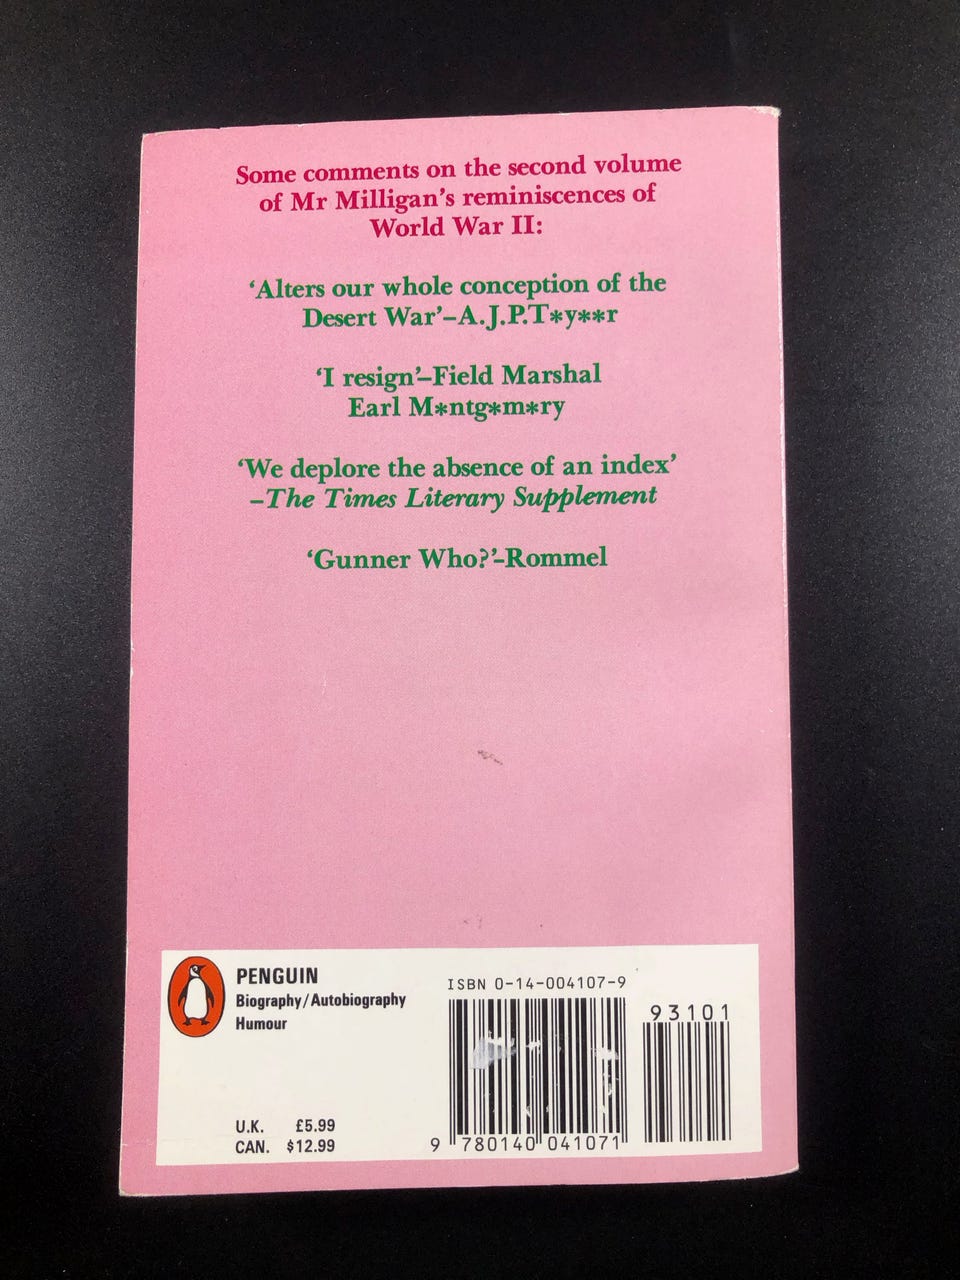 Some comments on the second volume
of Mr Milligan's reminiscences of
World War II:
‘Alters our whole conception of the
Desert War’–A.J.P.T*y**r
‘I resign’–Field Marshal
Earl M*ntg*m*ry
‘We deplore the absence of an index’
–The Times Literary Supplement
‘Gunner Who?’–Rommel
PENGUIN
Biography/Autobiography
Humour
U.K. £5.99
CAN. $12.99
ISBN 0-14-004107-9
93101
9 780140 041071